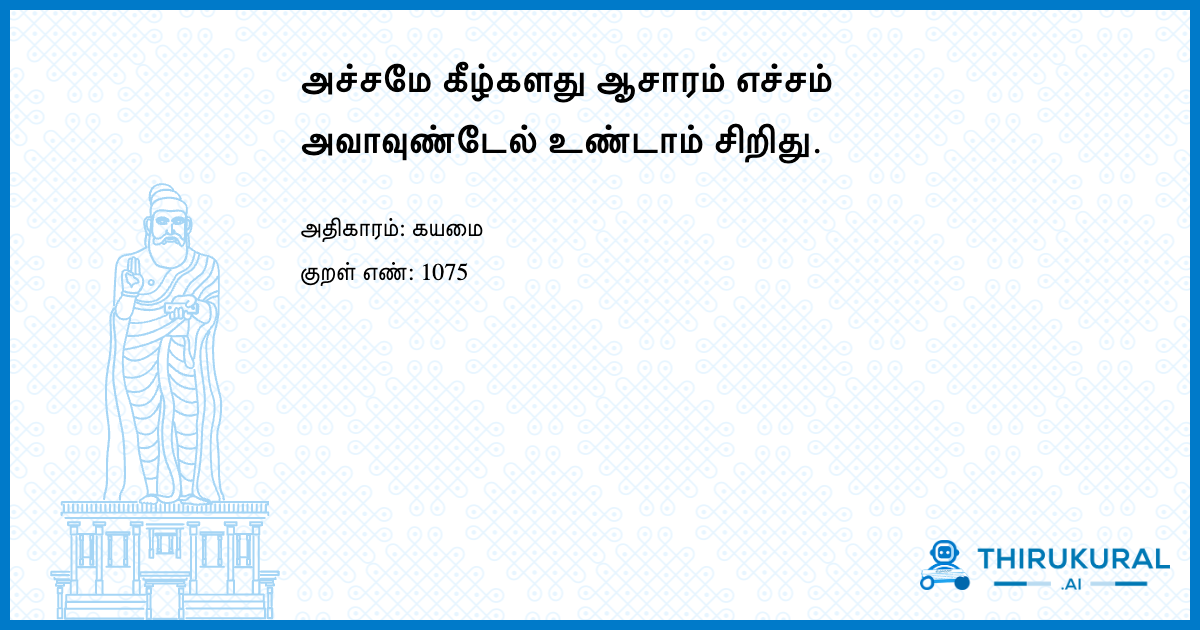 அச்சமே கீழ்களது ஆசாரம் எச்சம்
அவாவுண்டேல் உண்டாம் சிறிது.
அதிகாரம்: கயமை
குறள் எண்: 1075
THIRUKURAL
.AI